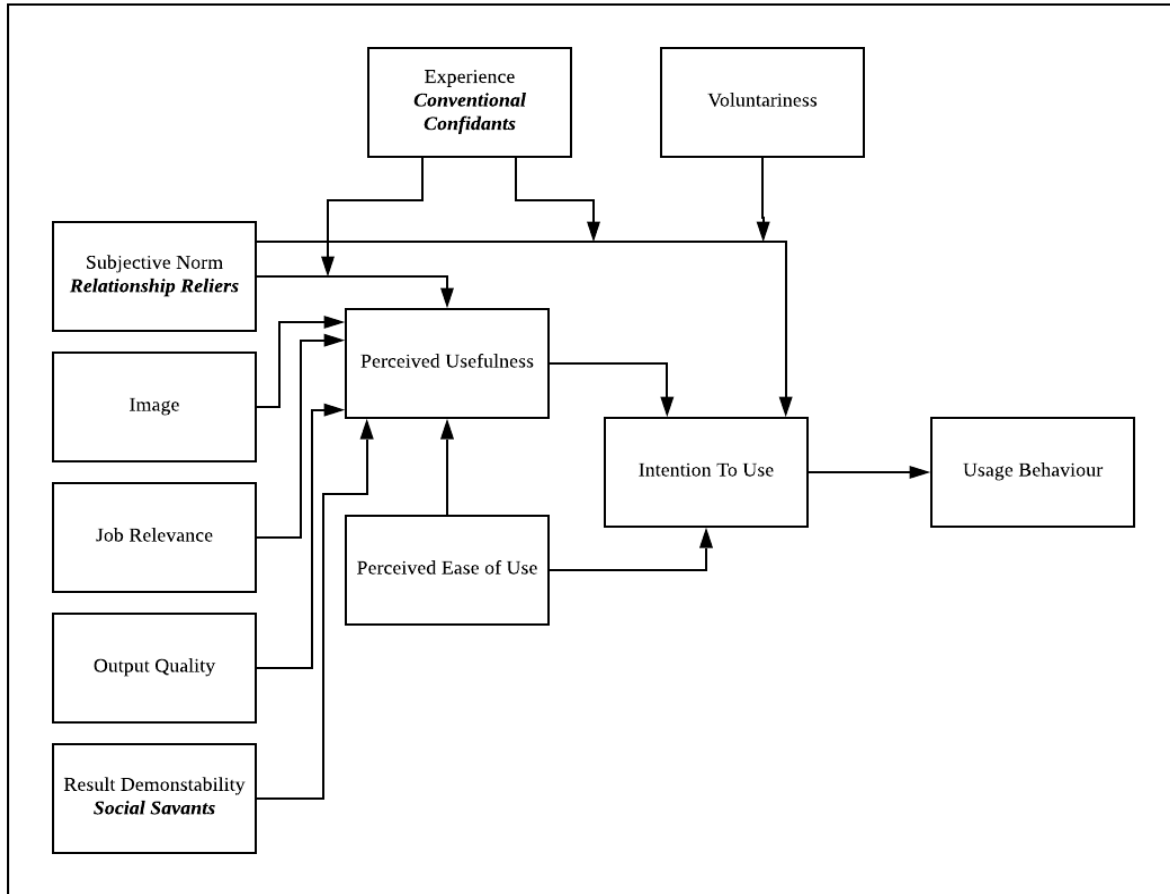 Experience
Conventional
Confidants
Voluntariness
Subjective Norm
Relationship Reliers
Image
Perceived Usefulness
Job Relevance
Intention To Use
Usage Behaviour
Perceived Ease of Use
Output Quality
Result Demonstability
Social Savants